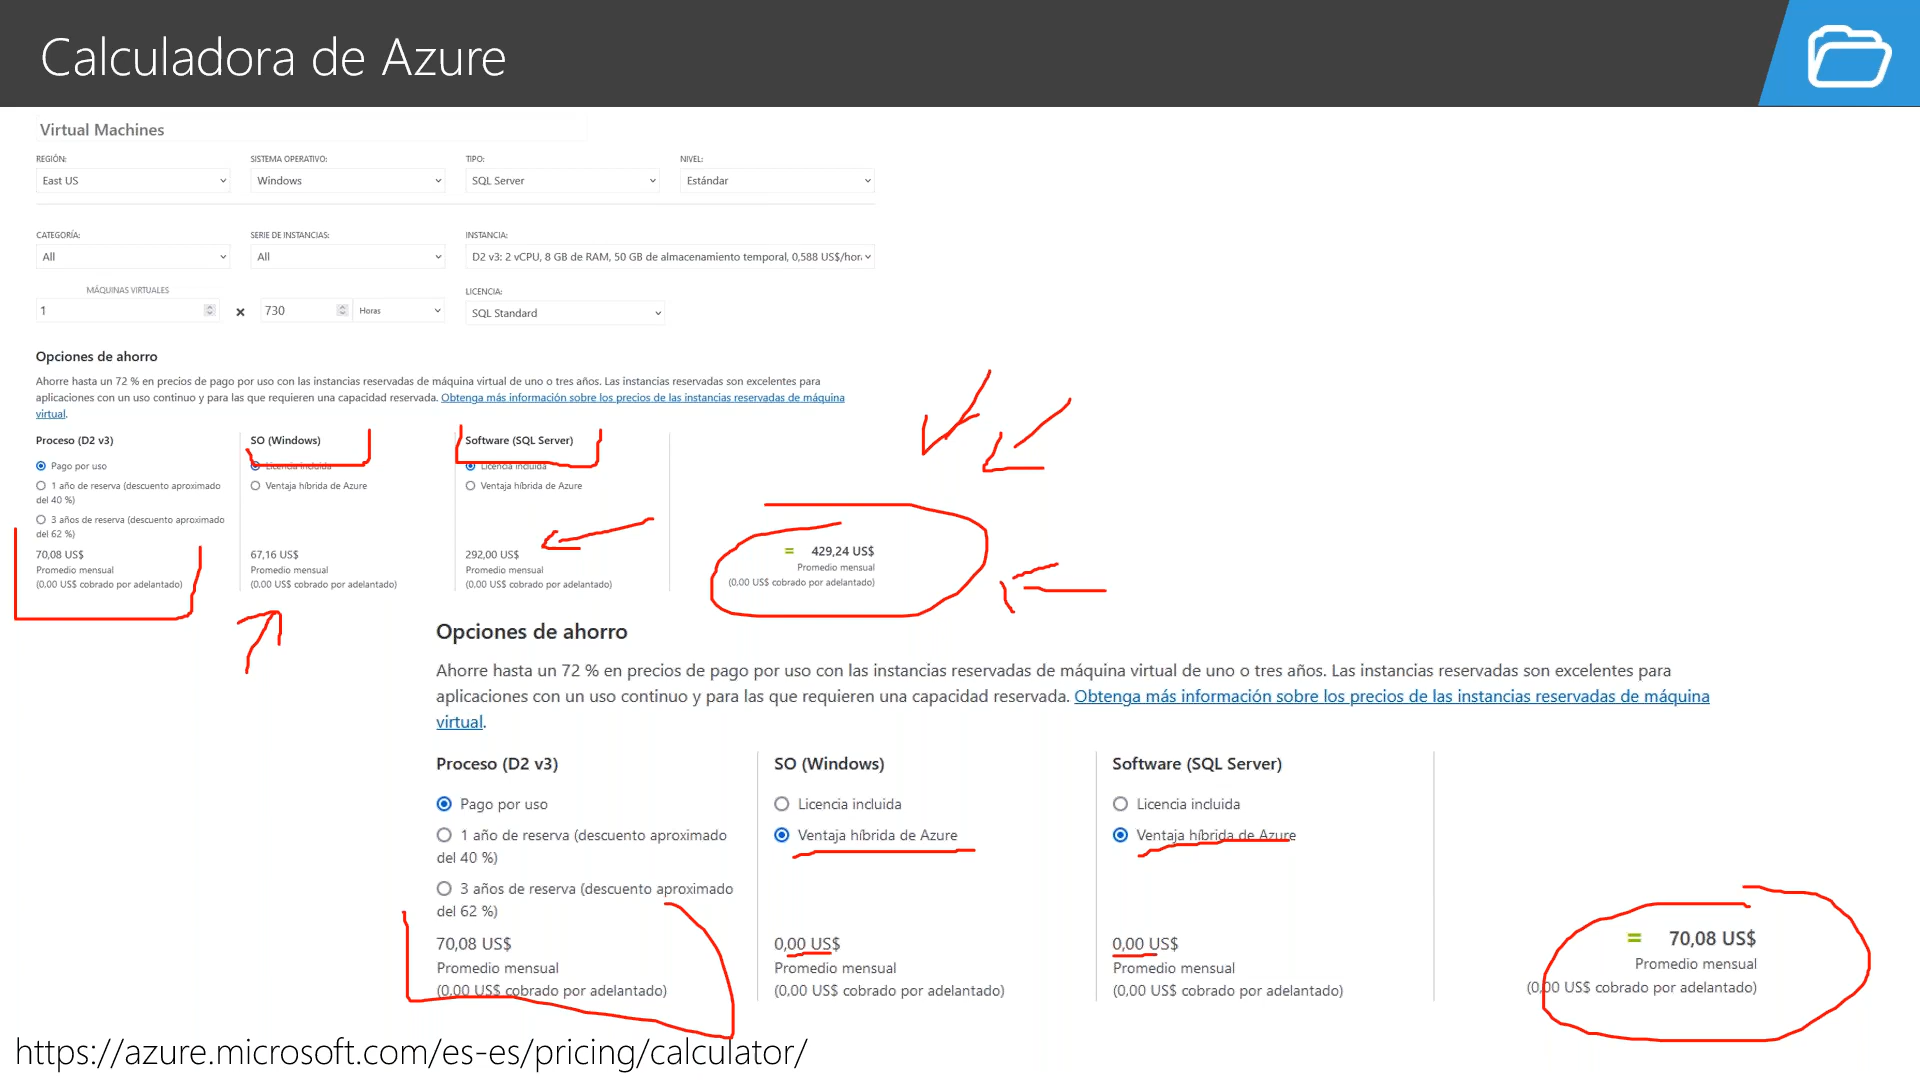 Calculadora de Azure
Virtual Machines
REGIÓN: SISTEMA OPERATIVO: TIPO: NIVEL:
East US Windows SQL Server Estándar
CATEGORÍA: SERIE DE INSTANCIAS: INSTANCIA:
All All D2 v3: 2 vCPU, 8 GB de RAM, 50 GB de almacenamiento temporal, 0,588 US$/hor.
MÁQUINAS VIRTUALES LICENCIA:
1 × 730 Horas SQL Standard
Opciones de ahorro
Ahorre hasta un 72 % en precios de pago por uso con las instancias reservadas de máquina virtual de uno o tres años. Las instancias reservadas son excelentes para
aplicaciones con un uso continuo y para las que requieren una capacidad reservada. Obtenga más información sobre los precios de las instancias reservadas de máquina
virtual.
Proceso (D2 v3) SO (Windows) Software (SQL Server)
Pago por uso Licencia incluida Licencia incluida
1 año de reserva (descuento aproximado Ventaja híbrida de Azure Ventaja híbrida de Azure
del 40 %)
3 años de reserva (descuento aproximado
del 62 %)
70,08 US$ 67,16 US$ 292,00 US$ = 429,24 US$
Promedio mensual Promedio mensual Promedio mensual Promedio mensual
(0,00 US$ cobrado por adelantado) (0,00 US$ cobrado por adelantado) (0,00 US$ cobrado por adelantado) (0,00 US$ cobrado por adelantado)
Opciones de ahorro
Ahorre hasta un 72 % en precios de pago por uso con las instancias reservadas de máquina virtual de uno o tres años. Las instancias reservadas son excelentes para
aplicaciones con un uso continuo y para las que requieren una capacidad reservada. Obtenga más información sobre los precios de las instancias reservadas de máquina
virtual.
Proceso (D2 v3) SO (Windows) Software (SQL Server)
Pago por uso Licencia incluida Licencia incluida
1 año de reserva (descuento aproximado Ventaja híbrida de Azure Ventaja híbrida de Azure
del 40 %)
3 años de reserva (descuento aproximado
del 62 %)
70,08 US$ 0,00 US$ 0,00 US$ = 70,08 US$
Promedio mensual Promedio mensual Promedio mensual Promedio mensual
(0,00 US$ cobrado por adelantado) (0,00 US$ cobrado por adelantado) (0,00 US$ cobrado por adelantado) (0,00 US$ cobrado por adelantado)
https://azure.microsoft.com/es-es/pricing/calculator/